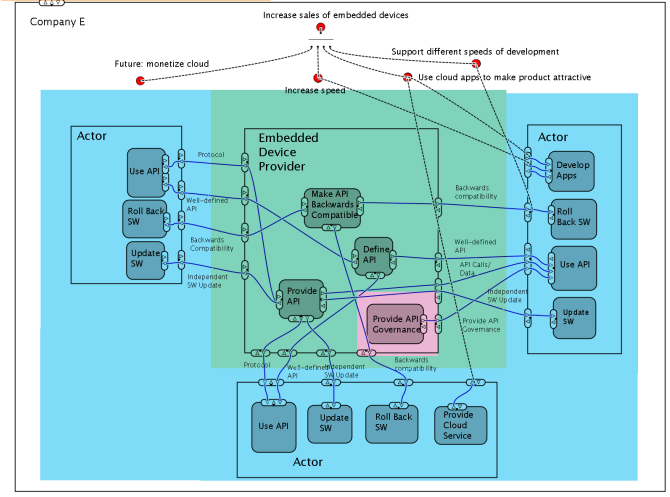 Company E
Increase sales of embedded devices
Support different speeds of development
Future: monetize cloud
Use cloud apps to make product attractive
Increase speed
Actor
Use API
Roll Back
SW
Update
SW
Protocol
Well-defined
API
Backwards
Compatibility
Independent
SW Update
Embedded
Device
Provider
Make API
Backwards
Compatible
Define
API
Provide
API
Provide API
Governance
Backwards
compatibility
Well-defined
API
API Calls/
Data
Independent
SW Update
Provide API
Governance
Actor
Develop
Apps
Roll
Back SW
Use API
Update
SW
Protocol
Well-defined
API
Independent
SW Update
Backwards
compatibility
Use API
Update
SW
Roll Back
SW
Provide
Cloud
Service
Actor